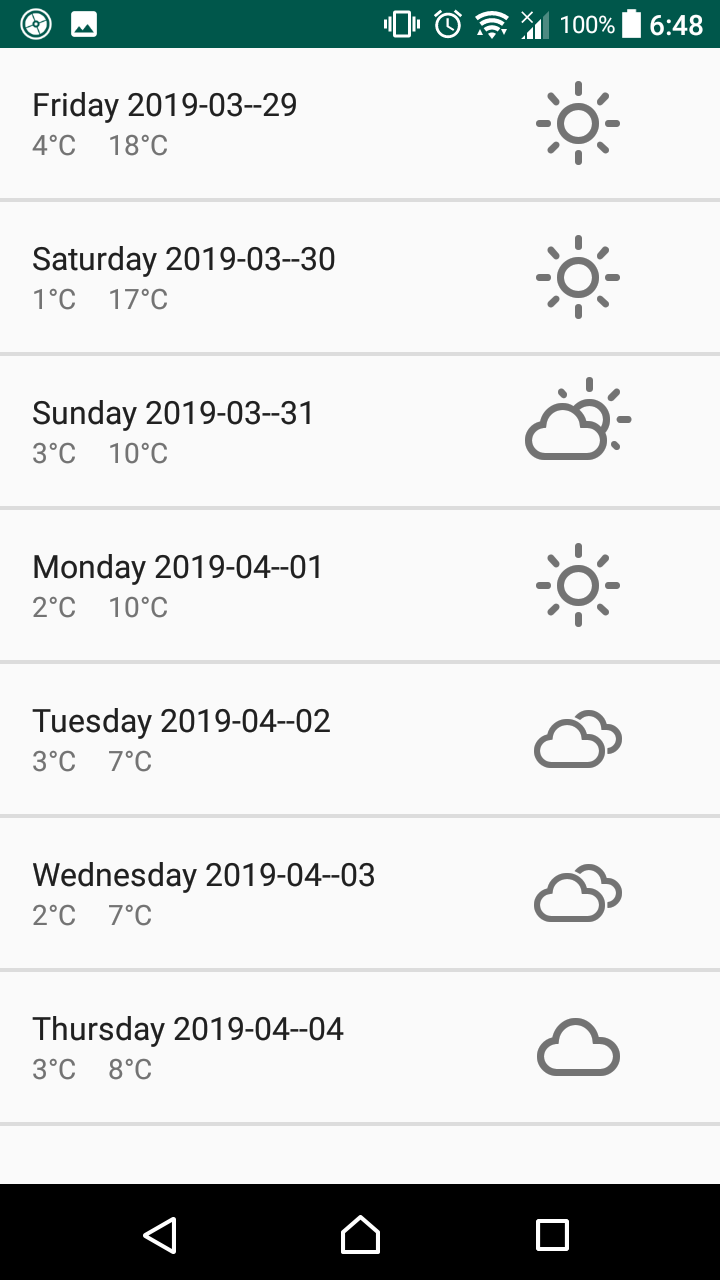 100% 6:48
Friday 2019-03--29
4°C 18°C
Saturday 2019-03--30
1°C 17°C
Sunday 2019-03--31
3°C 10°C
Monday 2019-04--01
2°C 10°C
Tuesday 2019-04--02
3°C 7°C
Wednesday 2019-04--03
2°C 7°C
Thursday 2019-04--04
3°C 8°C